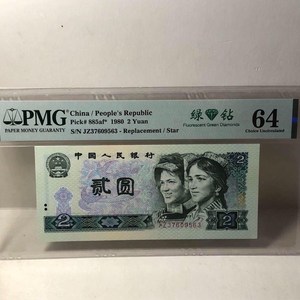 PMG
PAPER MONEY GUARANTY
China / People's Republic
Pick# 885af* 1980 2 Yuan
S/N JZ37609563 - Replacement / Star
绿钻
Fluorescent Green Diamonds
64
Choice Uncirculated
中国人民银行
2
贰圆
2
JZ37609563
2